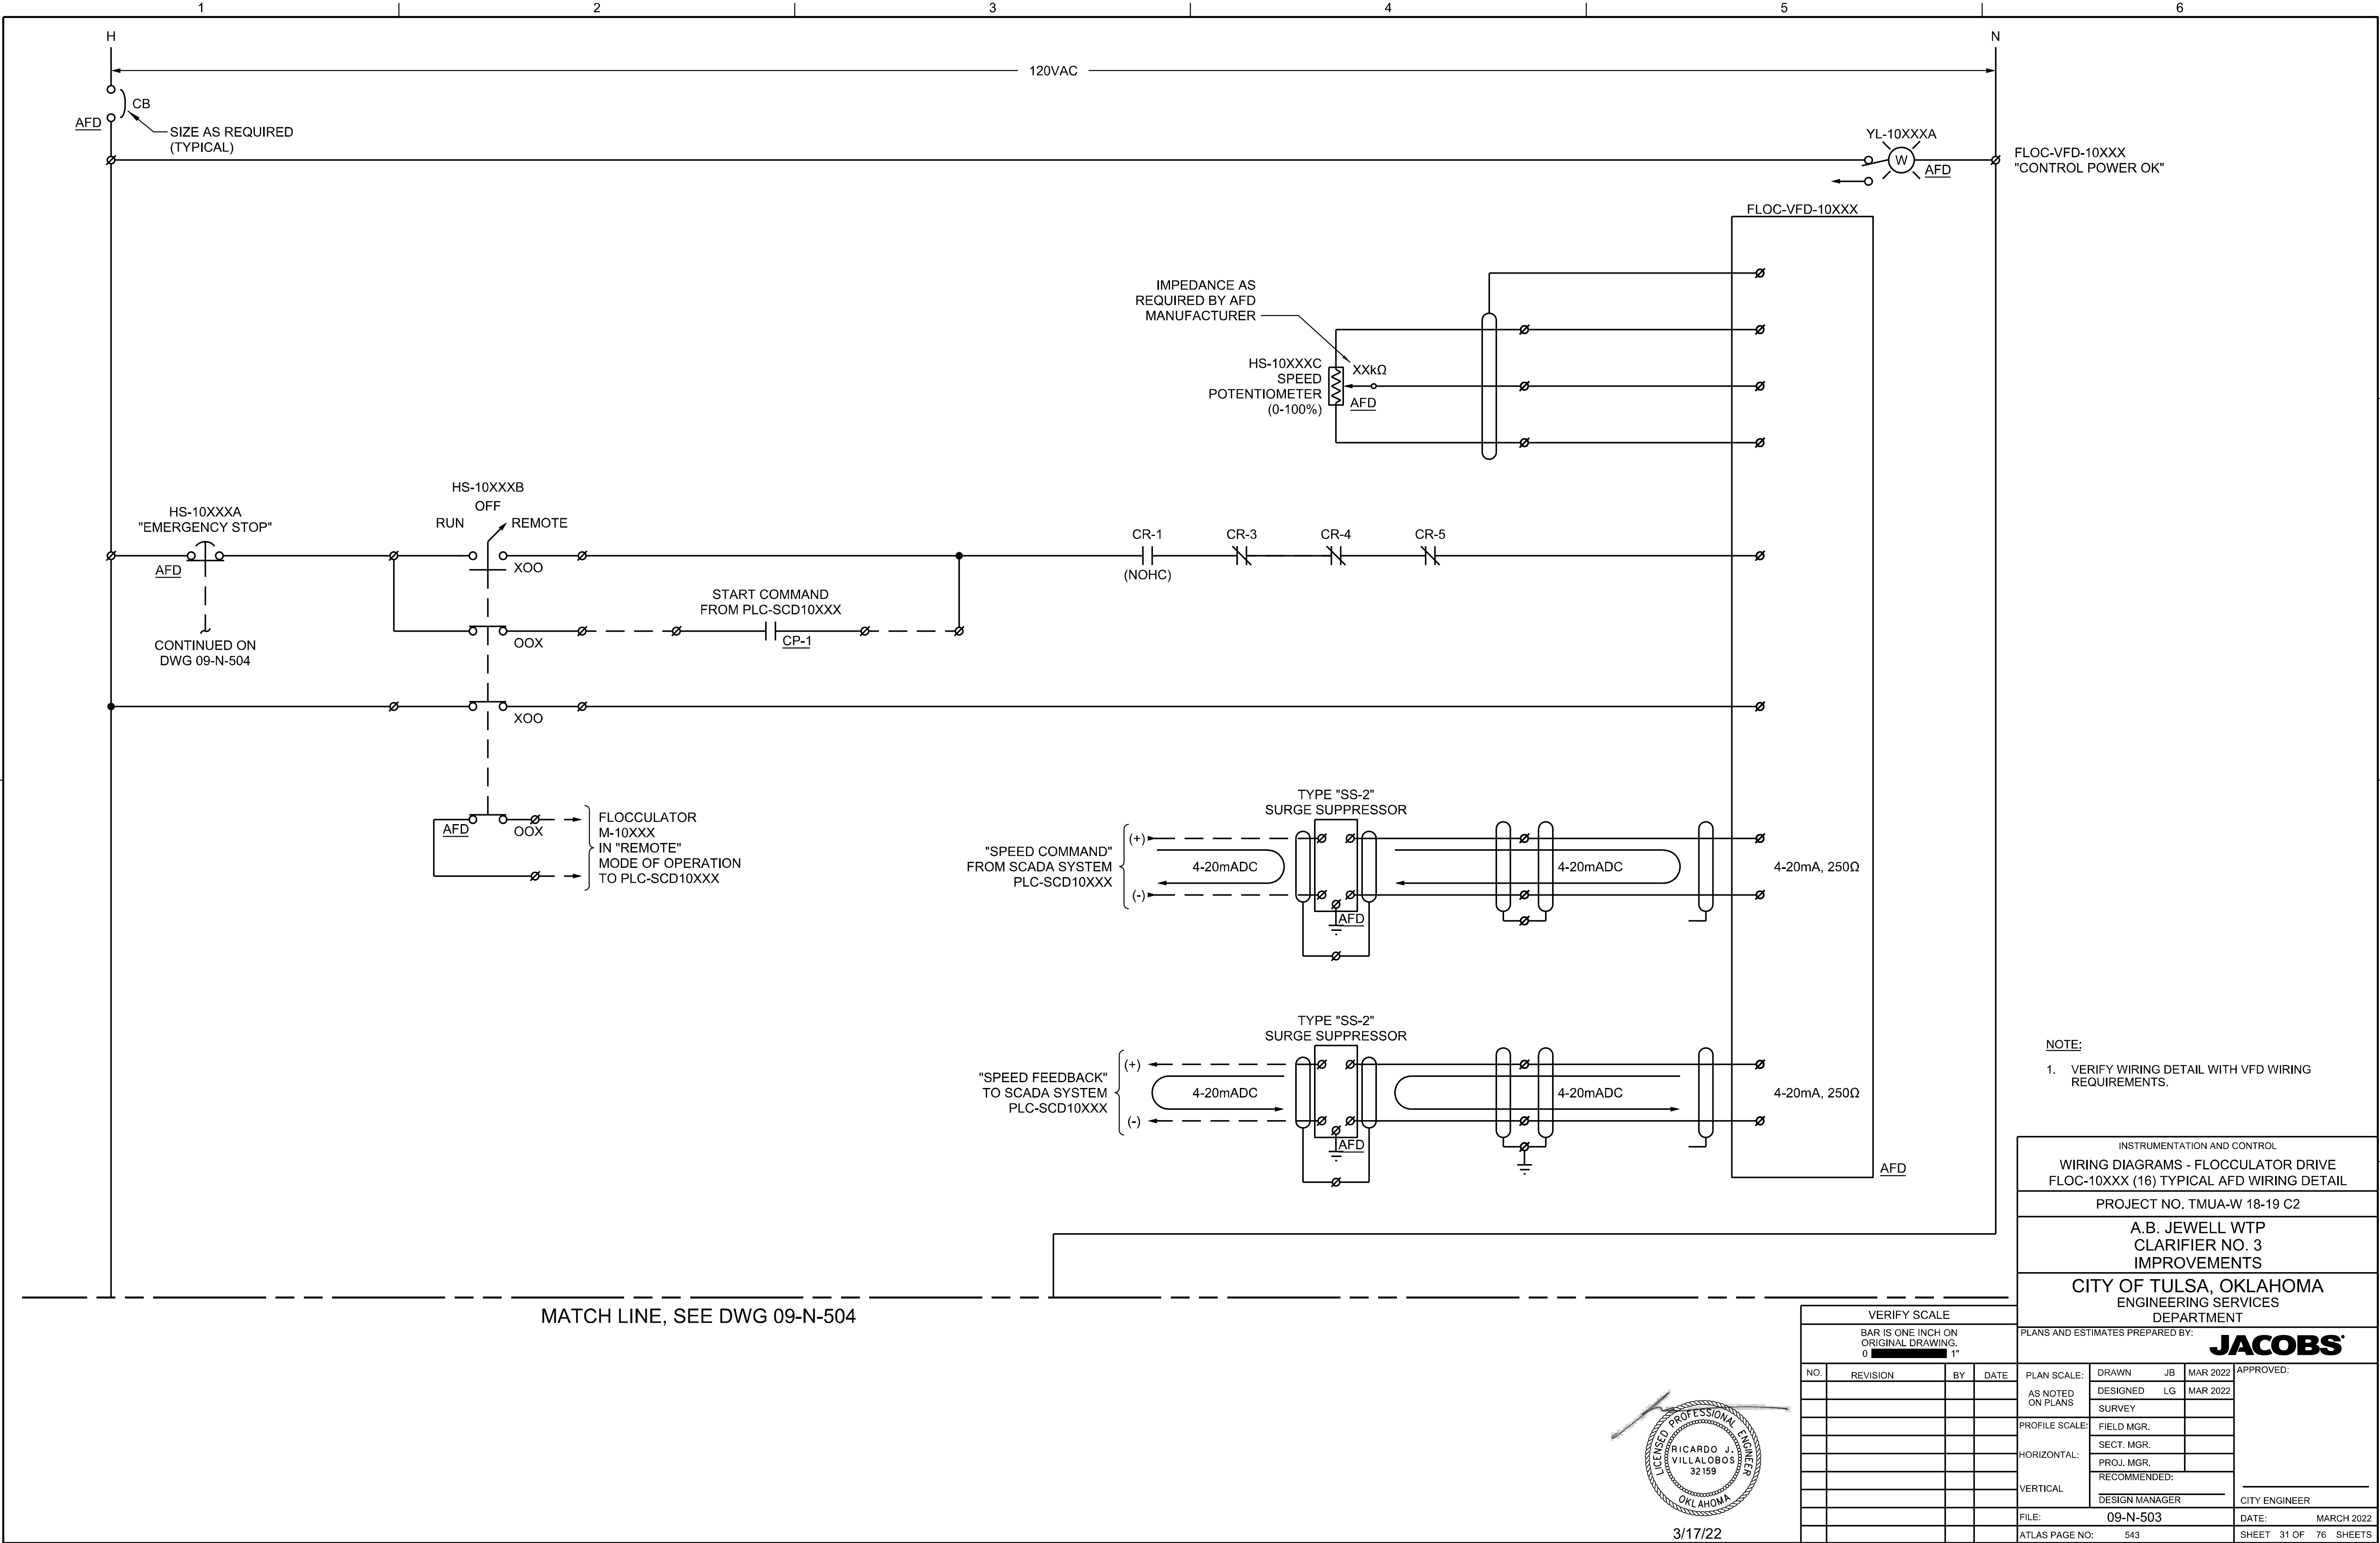 1
2
3
4
5
6
H
N
120VAC
CB
AFD
SIZE AS REQUIRED
(TYPICAL)
YL-10XXXA
W
AFD
FLOC-VFD-10XXX
"CONTROL POWER OK"
FLOC-VFD-10XXX
IMPEDANCE AS
REQUIRED BY AFD
MANUFACTURER
HS-10XXXC
SPEED
POTENTIOMETER
(0-100%)
XXkΩ
AFD
HS-10XXXA
"EMERGENCY STOP"
AFD
CONTINUED ON
DWG 09-N-504
HS-10XXXB
OFF
RUN
REMOTE
XOO
CR-1
(NOHC)
CR-3
CR-4
CR-5
START COMMAND
FROM PLC-SCD10XXX
OOX
CP-1
XOO
AFD
OOX
FLOCCULATOR
M-10XXX
IN "REMOTE"
MODE OF OPERATION
TO PLC-SCD10XXX
TYPE "SS-2"
SURGE SUPPRESSOR
"SPEED COMMAND"
FROM SCADA SYSTEM
PLC-SCD10XXX
(+)
(-)
4-20mADC
AFD
4-20mADC
4-20mA, 250Ω
TYPE "SS-2"
SURGE SUPPRESSOR
"SPEED FEEDBACK"
TO SCADA SYSTEM
PLC-SCD10XXX
(+)
(-)
4-20mADC
AFD
4-20mADC
4-20mA, 250Ω
AFD
NOTE:
1. VERIFY WIRING DETAIL WITH VFD WIRING
REQUIREMENTS.
MATCH LINE, SEE DWG 09-N-504
LICENSED PROFESSIONAL ENGINEER
RICARDO J.
VILLALOBOS
32159
OKLAHOMA
3/17/22
VERIFY SCALE
BAR IS ONE INCH ON
ORIGINAL DRAWING.
0 1"
NO. REVISION BY DATE
INSTRUMENTATION AND CONTROL
WIRING DIAGRAMS - FLOCCULATOR DRIVE
FLOC-10XXX (16) TYPICAL AFD WIRING DETAIL
PROJECT NO. TMUA-W 18-19 C2
A.B. JEWELL WTP
CLARIFIER NO. 3
IMPROVEMENTS
CITY OF TULSA, OKLAHOMA
ENGINEERING SERVICES
DEPARTMENT
PLANS AND ESTIMATES PREPARED BY:
JACOBS
PLAN SCALE:
AS NOTED
ON PLANS
PROFILE SCALE:
HORIZONTAL:
VERTICAL
DRAWN JB MAR 2022
DESIGNED LG MAR 2022
SURVEY
FIELD MGR.
SECT. MGR.
PROJ. MGR.
RECOMMENDED:
DESIGN MANAGER
APPROVED:
CITY ENGINEER
FILE: 09-N-503
DATE: MARCH 2022
ATLAS PAGE NO: 543
SHEET 31 OF 76 SHEETS